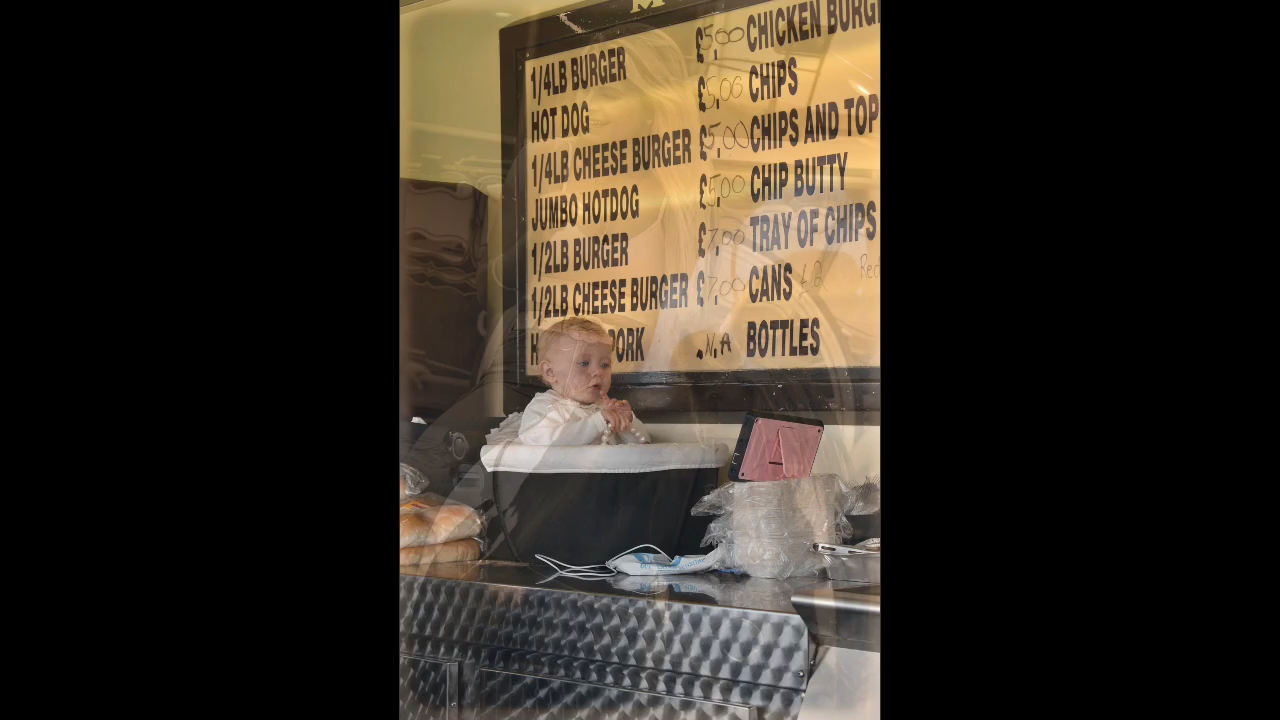 M
1/4LB BURGER £5.00 CHICKEN BURG
HOT DOG £5.00 CHIPS
1/4LB CHEESE BURGER £5.00 CHIPS AND TOP
JUMBO HOTDOG £5.00 CHIP BUTTY
1/2LB BURGER £7.00 TRAY OF CHIPS
1/2LB CHEESE BURGER £7.00 CANS Red
H PORK .N.A BOTTLES